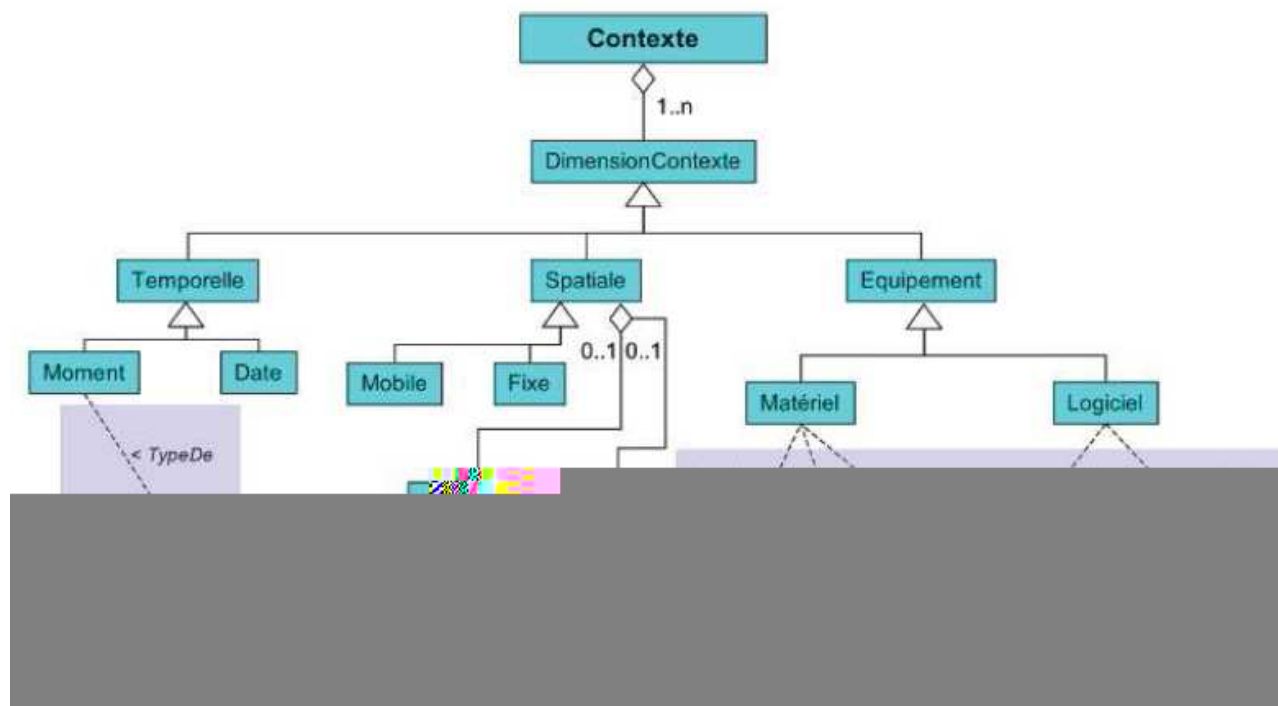 Contexte
1..n
DimensionContexte
Temporelle
Spatiale
Equipement
0..1 0..1
Moment
Date
Mobile
Fixe
Matériel
Logiciel
< TypeDe